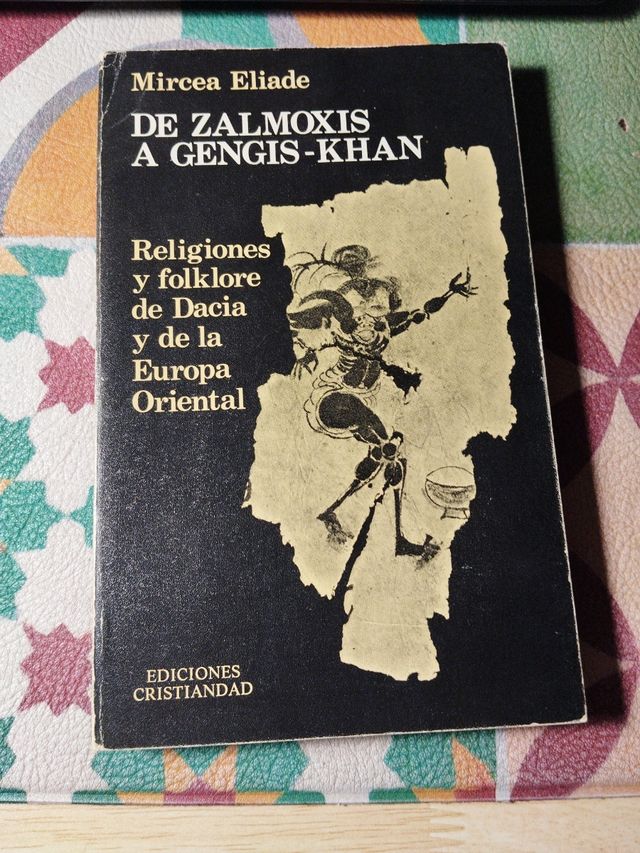 Mircea Eliade
DE ZALMOXIS
A GENGIS-KHAN
Religiones
y folklore
de Dacia
y de la
Europa
Oriental
EDICIONES
CRISTIANDAD